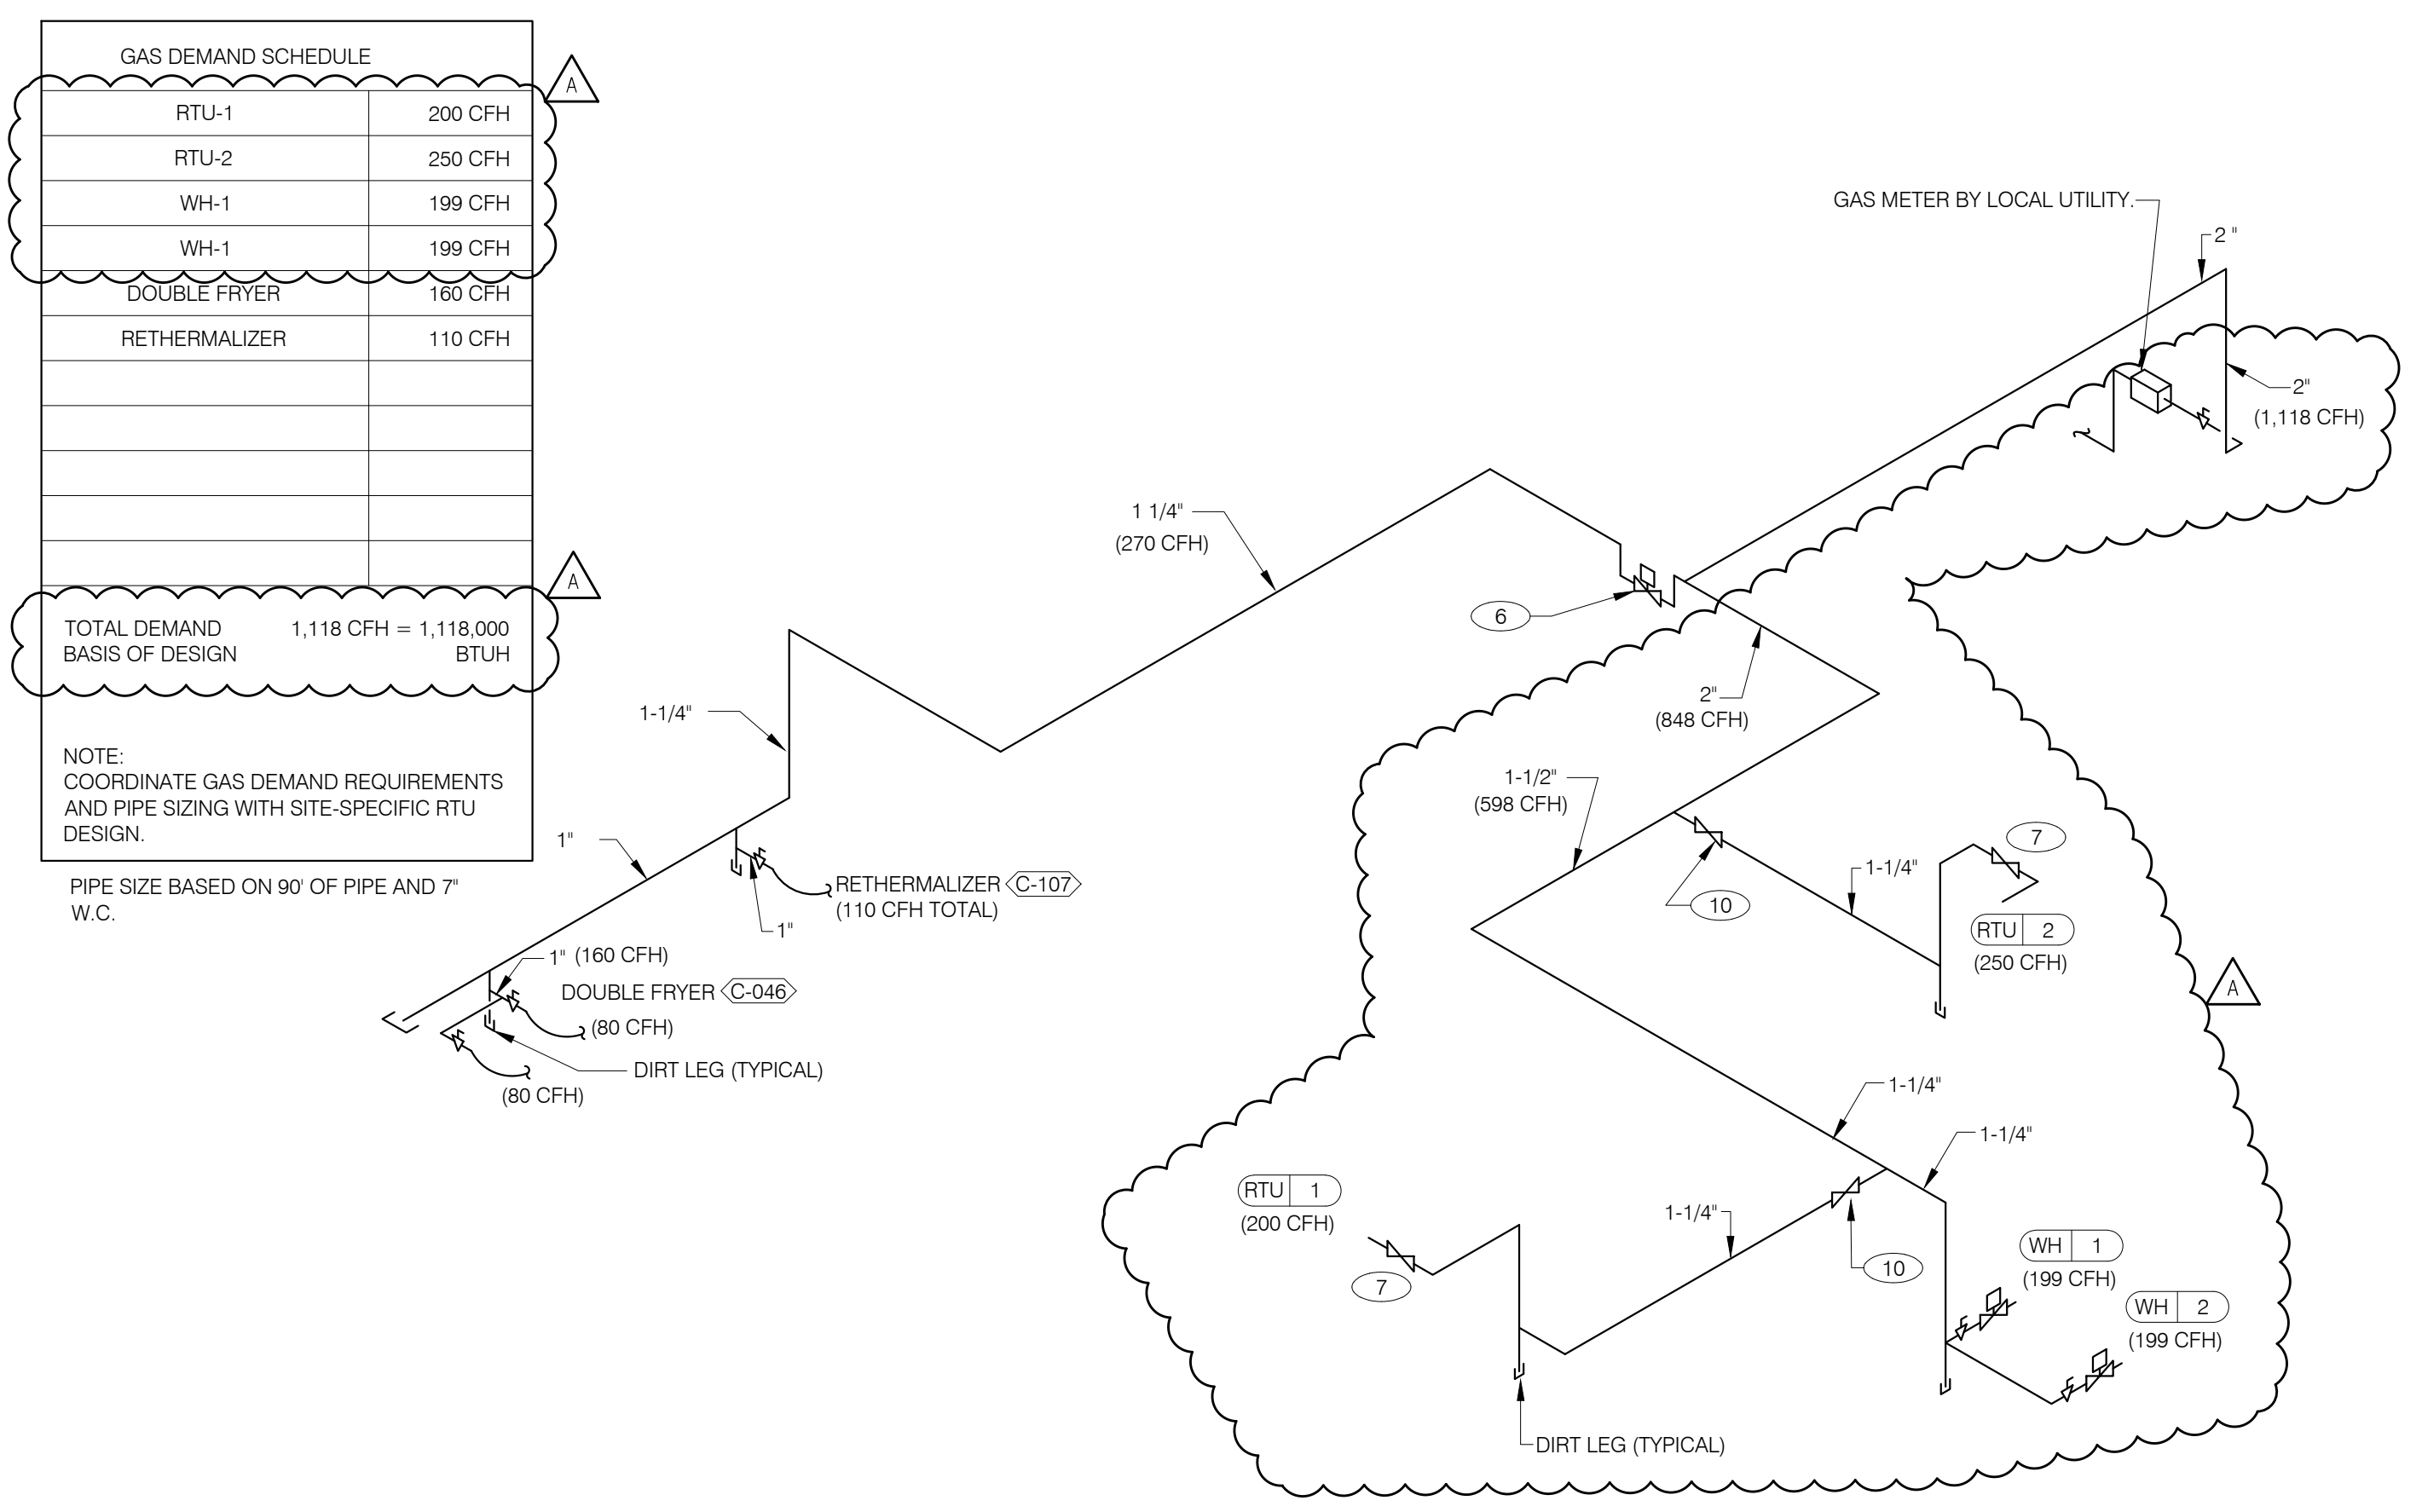 GAS DEMAND SCHEDULE
A
RTU-1 200 CFH
RTU-2 250 CFH
WH-1 199 CFH
WH-1 199 CFH
DOUBLE FRYER 160 CFH
RETHERMALIZER 110 CFH
A
TOTAL DEMAND 1,118 CFH = 1,118,000
BASIS OF DESIGN BTUH
NOTE:
COORDINATE GAS DEMAND REQUIREMENTS
AND PIPE SIZING WITH SITE-SPECIFIC RTU
DESIGN.
PIPE SIZE BASED ON 90' OF PIPE AND 7"
W.C.
GAS METER BY LOCAL UTILITY.
2 "
2"
(1,118 CFH)
1 1/4"
(270 CFH)
6
2"
(848 CFH)
1-1/4"
1-1/2"
(598 CFH)
1"
RETHERMALIZER C-107
(110 CFH TOTAL)
1"
1" (160 CFH)
DOUBLE FRYER C-046
(80 CFH)
DIRT LEG (TYPICAL)
(80 CFH)
7
1-1/4"
10
RTU 2
(250 CFH)
A
1-1/4"
1-1/4"
RTU 1
(200 CFH)
1-1/4"
7
10
WH 1
(199 CFH)
WH 2
(199 CFH)
DIRT LEG (TYPICAL)